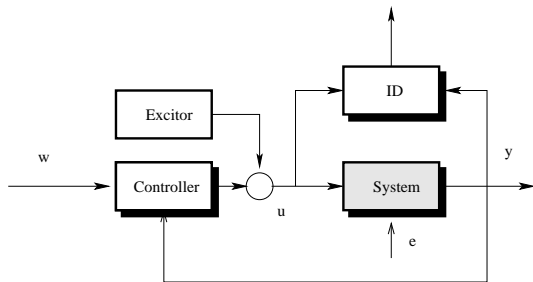 ID
Excitor
w
Controller
u
System
y
e